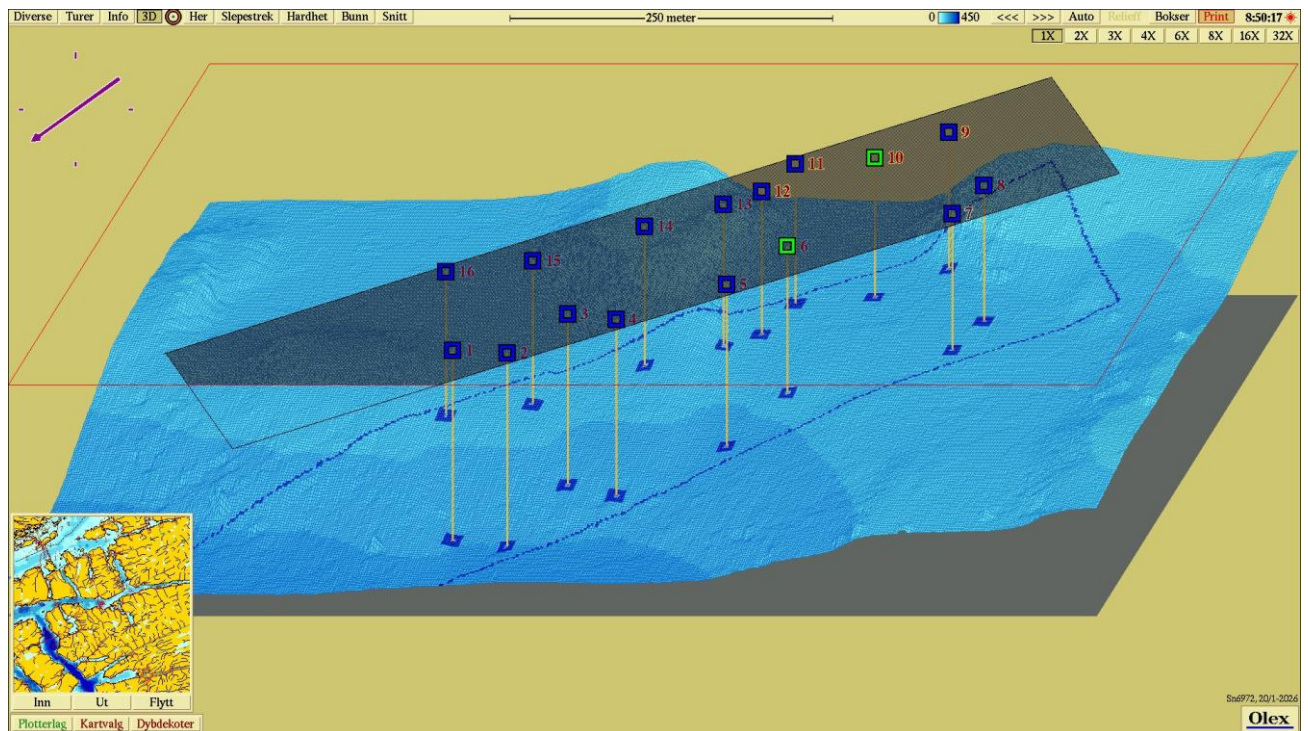 Diverse Turer Info 3D Her Slepestrek Hardhet Bunn Snitt 250 meter 0 450 <<< >>> Auto Relieff Bokser Print 8:50:17
1X 2X 3X 4X 6X 8X 16X 32X
9
11 10
12 8
13 7
14 6
15
16 5
3 4
1 2
Inn Ut Flytt
Sn6972, 20/1-2026
Plotterlag Kartvalg Dybdekoter Olex